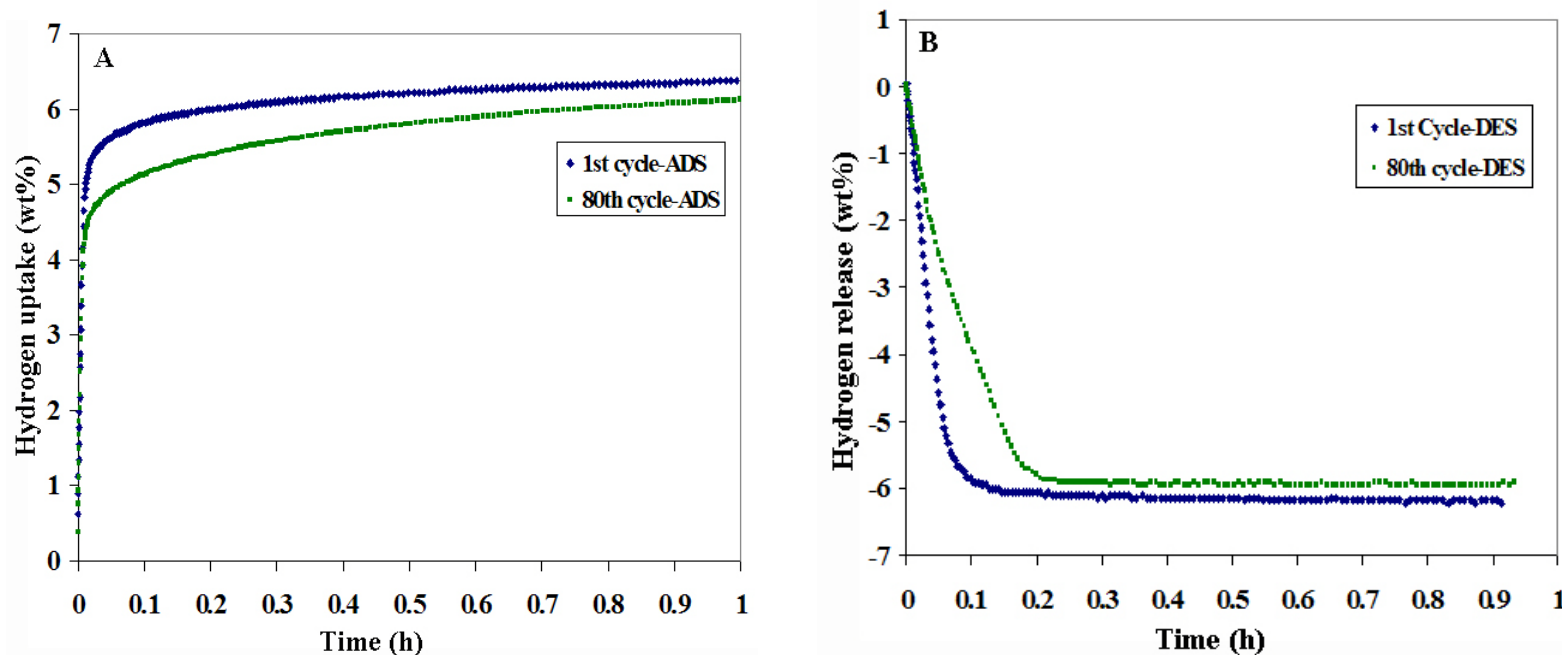 A
Hydrogen uptake (wt%)
7
6
5
4
3
2
1
0
1st cycle-ADS
80th cycle-ADS
0 0.1 0.2 0.3 0.4 0.5 0.6 0.7 0.8 0.9 1
Time (h)
B
Hydrogen release (wt%)
1
0
-1
-2
-3
-4
-5
-6
-7
1st Cycle-DES
80th cycle-DES
0 0.1 0.2 0.3 0.4 0.5 0.6 0.7 0.8 0.9 1
Time (h)